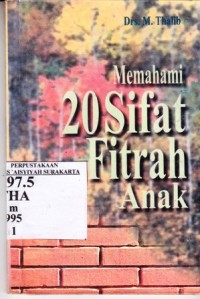 Drs. M. Thalib
Memahami
20 Sifat
Fitrah
Anak
PERPUSTAKAAN
S 'AISYIYAH SURAKARTA
97.5
THA
m
995
1